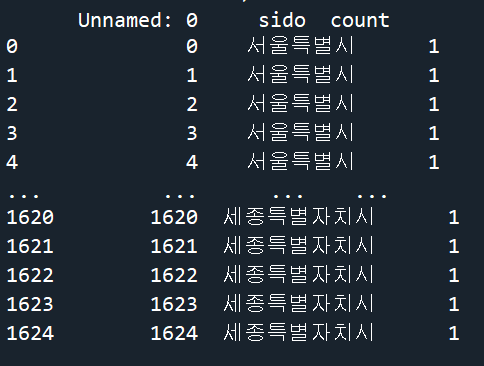 Unnamed: 0 sido count
0 0 서울특별시 1
1 1 서울특별시 1
2 2 서울특별시 1
3 3 서울특별시 1
4 4 서울특별시 1
... ... ... ...
1620 1620 세종특별자치시 1
1621 1621 세종특별자치시 1
1622 1622 세종특별자치시 1
1623 1623 세종특별자치시 1
1624 1624 세종특별자치시 1